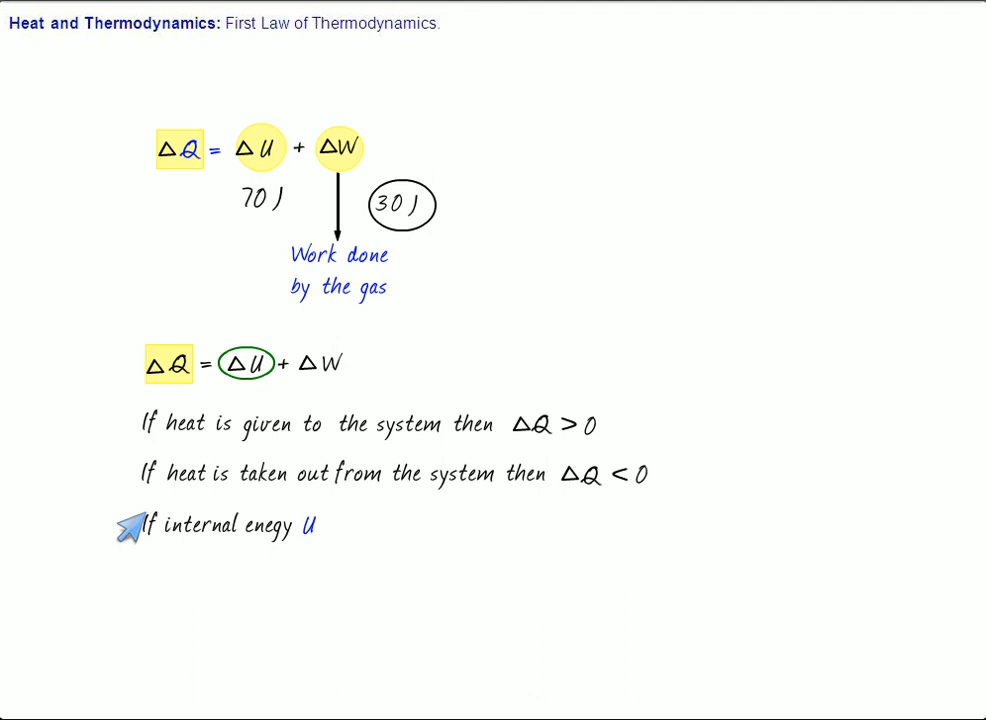 Heat and Thermodynamics: First Law of Thermodynamics.
ΔQ = ΔU + ΔW
70 J 30 J
Work done
by the gas
ΔQ = ΔU + ΔW
If heat is given to the system then ΔQ > 0
If heat is taken out from the system then ΔQ < 0
If internal enegy U